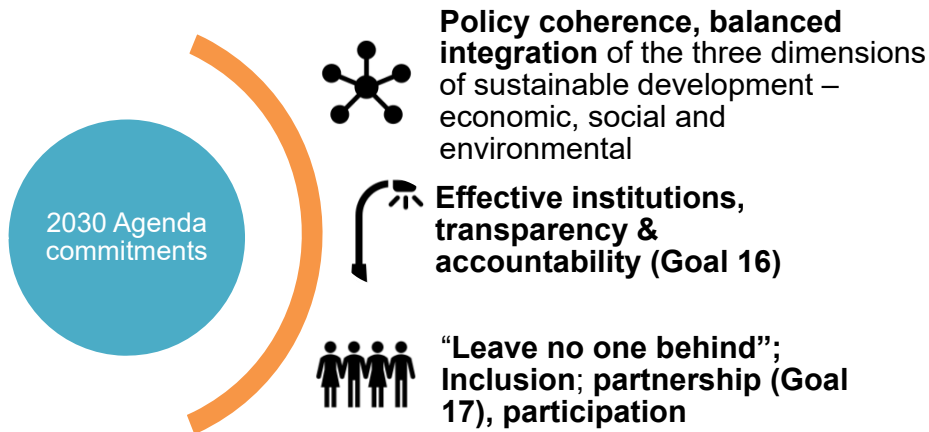 2030 Agenda
commitments
Policy coherence, balanced
integration of the three dimensions
of sustainable development –
economic, social and
environmental
Effective institutions,
transparency &
accountability (Goal 16)
“Leave no one behind”;
Inclusion; partnership (Goal
17), participation